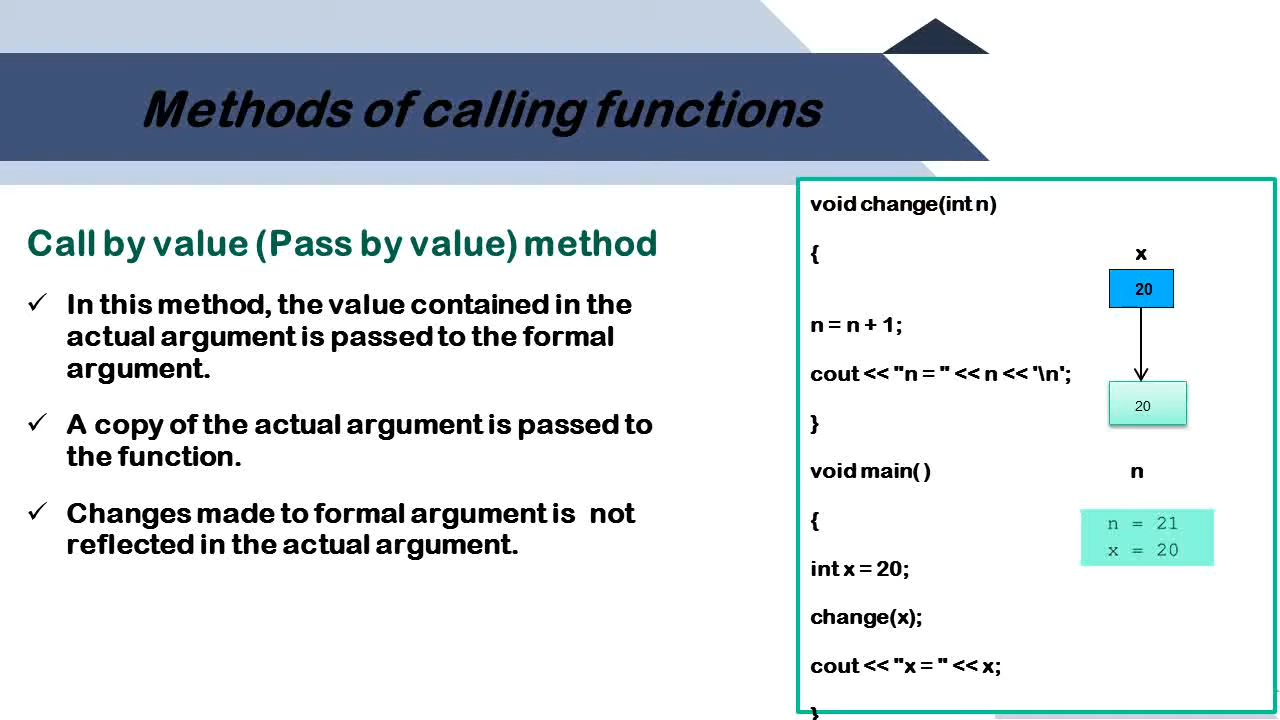 Methods of calling functions
Call by value (Pass by value) method
✓ In this method, the value contained in the
actual argument is passed to the formal
argument.
✓ A copy of the actual argument is passed to
the function.
✓ Changes made to formal argument is  not
reflected in the actual argument.
void change(int n)
{
n = n + 1;
cout << "n = " << n << '\n';
}
void main( )
{
int x = 20;
change(x);
cout << "x = " << x;
}
x
20
20
n
n = 21
x = 20